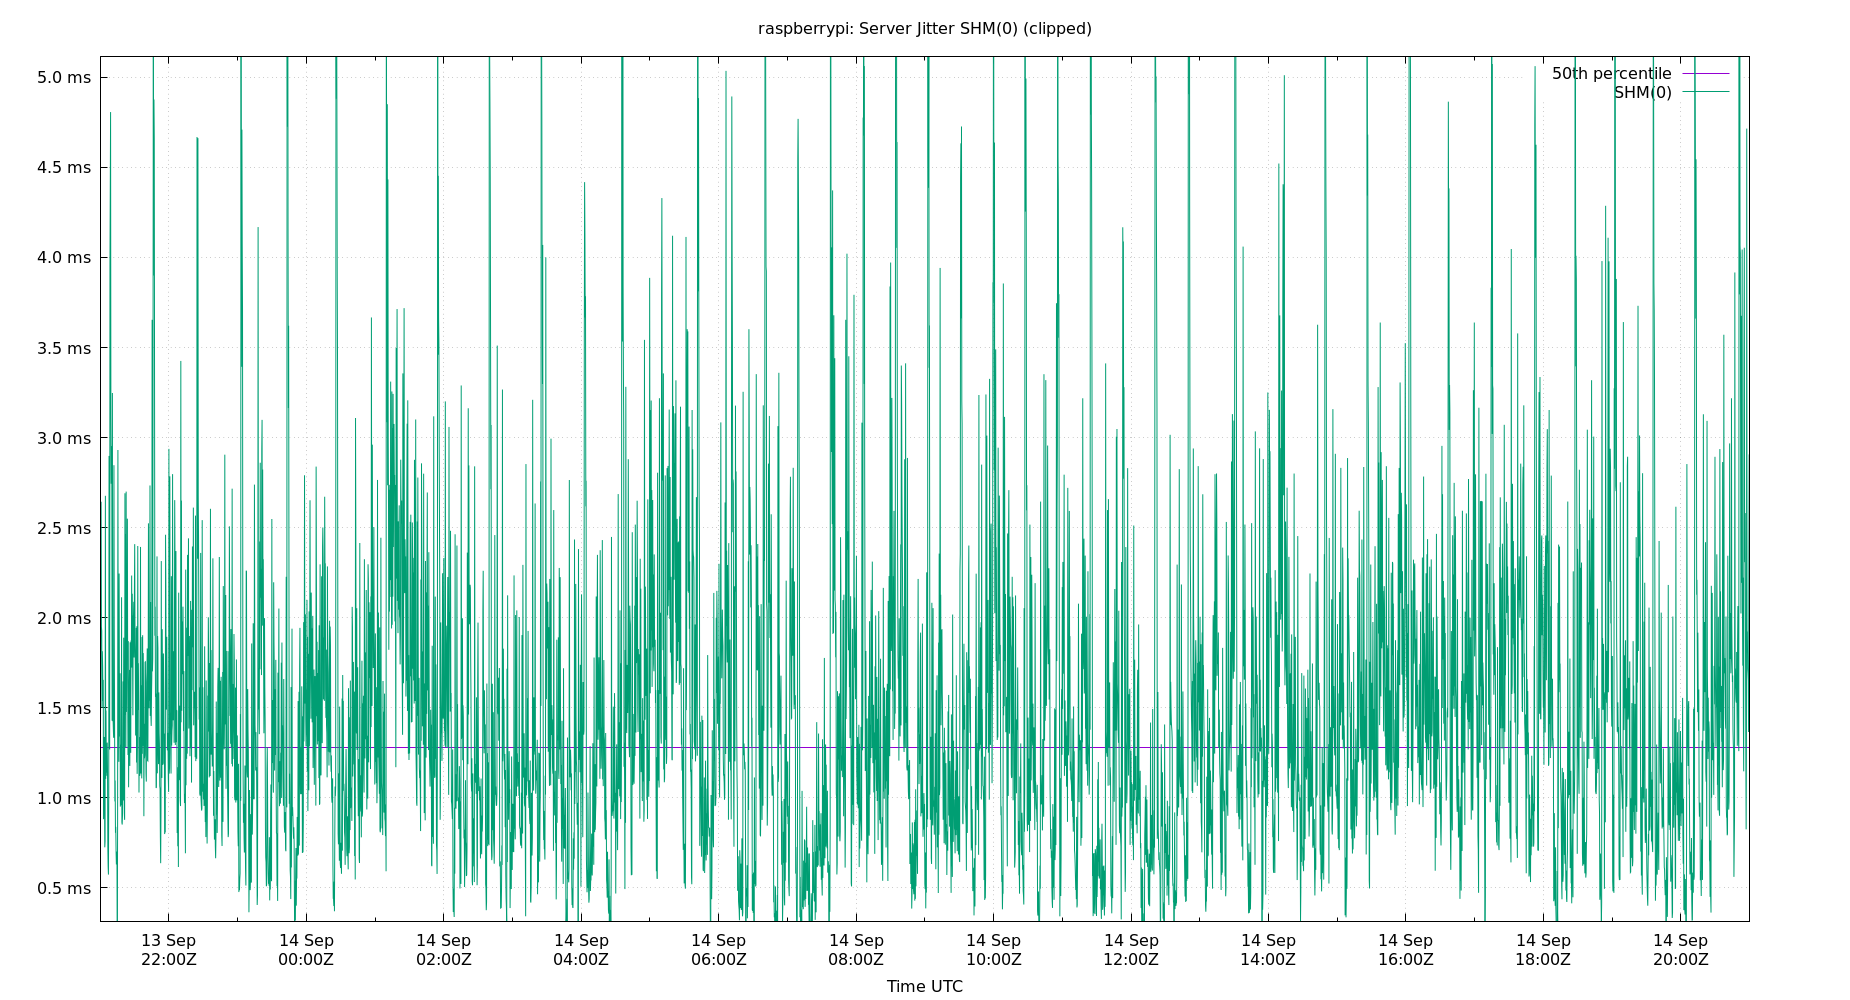 raspberrypi: Server Jitter SHM(0) (clipped)
5.0 ms
4.5 ms
4.0 ms
3.5 ms
3.0 ms
2.5 ms
2.0 ms
1.5 ms
1.0 ms
0.5 ms
50th percentile
SHM(0)
13 Sep 14 Sep 14 Sep 14 Sep 14 Sep 14 Sep 14 Sep 14 Sep 14 Sep 14 Sep 14 Sep 14 Sep
22:00Z 00:00Z 02:00Z 04:00Z 06:00Z 08:00Z 10:00Z 12:00Z 14:00Z 16:00Z 18:00Z 20:00Z
Time UTC